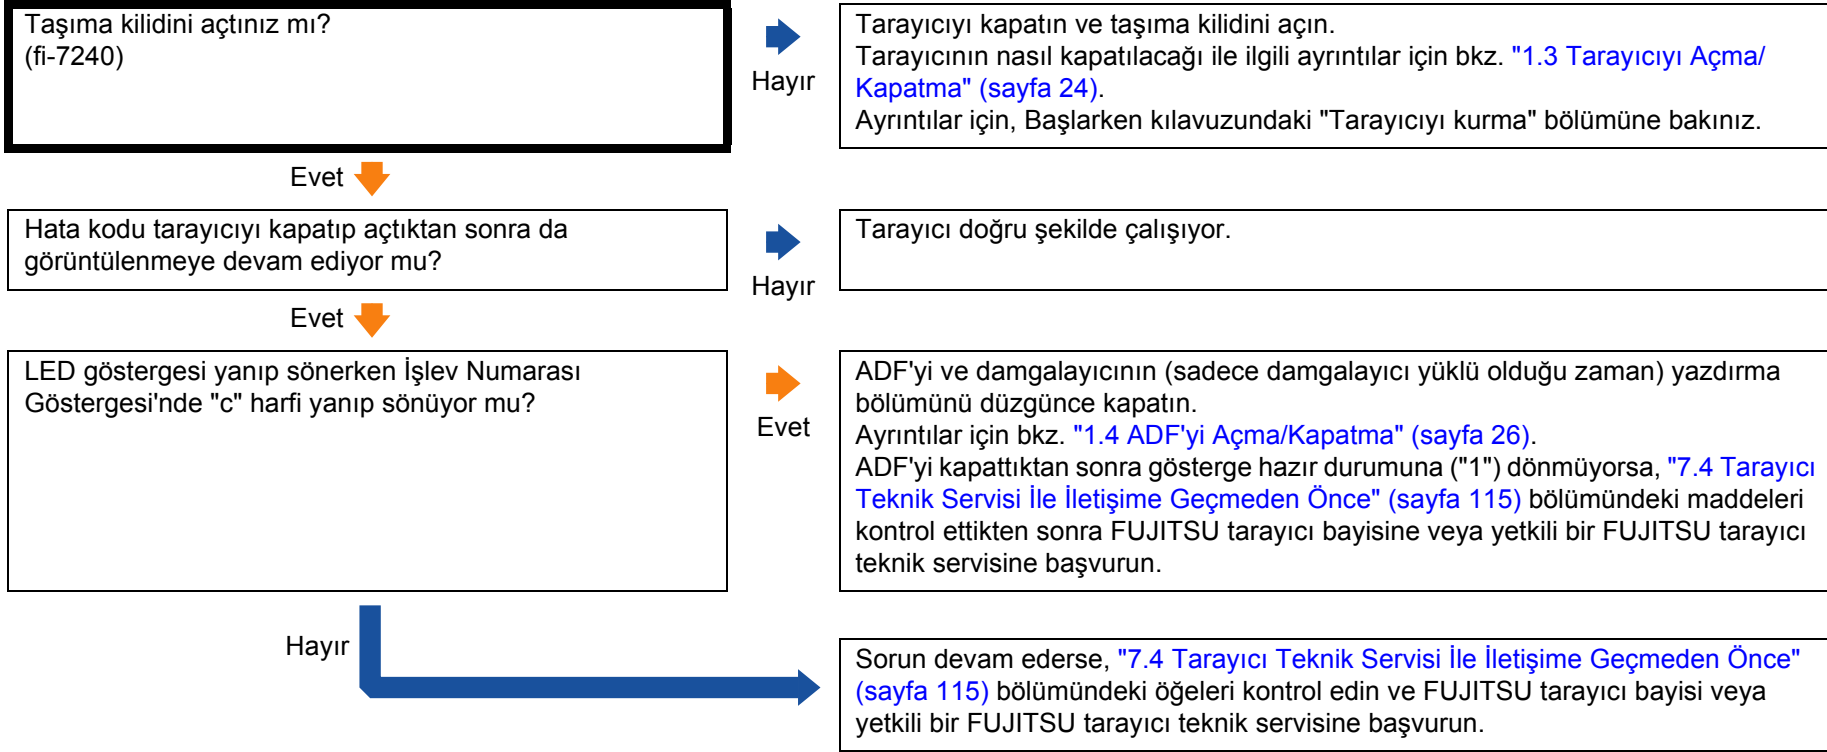 Taşıma kilidini açtınız mı?
(fi-7240)
Hayır
Tarayıcıyı kapatın ve taşıma kilidini açın.
Tarayıcının nasıl kapatılacağı ile ilgili ayrıntılar için bkz. "1.3 Tarayıcıyı Açma/
Kapatma" (sayfa 24).
Ayrıntılar için, Başlarken kılavuzundaki "Tarayıcıyı kurma" bölümüne bakınız.
Evet
Hata kodu tarayıcıyı kapatıp açtıktan sonra da
görüntülenmeye devam ediyor mu?
Hayır
Tarayıcı doğru şekilde çalışıyor.
Evet
LED göstergesi yanıp sönerken İşlev Numarası
Göstergesi'nde "c" harfi yanıp sönüyor mu?
Evet
ADF'yi ve damgalayıcının (sadece damgalayıcı yüklü olduğu zaman) yazdırma
bölümünü düzgünce kapatın.
Ayrıntılar için bkz. "1.4 ADF'yi Açma/Kapatma" (sayfa 26).
ADF'yi kapattıktan sonra gösterge hazır durumuna ("1") dönmüyorsa, "7.4 Tarayıcı
Teknik Servisi İle İletişime Geçmeden Önce" (sayfa 115) bölümündeki maddeleri
kontrol ettikten sonra FUJITSU tarayıcı bayisine veya yetkili bir FUJITSU tarayıcı
teknik servisine başvurun.
Hayır
Sorun devam ederse, "7.4 Tarayıcı Teknik Servisi İle İletişime Geçmeden Önce"
(sayfa 115) bölümündeki öğeleri kontrol edin ve FUJITSU tarayıcı bayisi veya
yetkili bir FUJITSU tarayıcı teknik servisine başvurun.